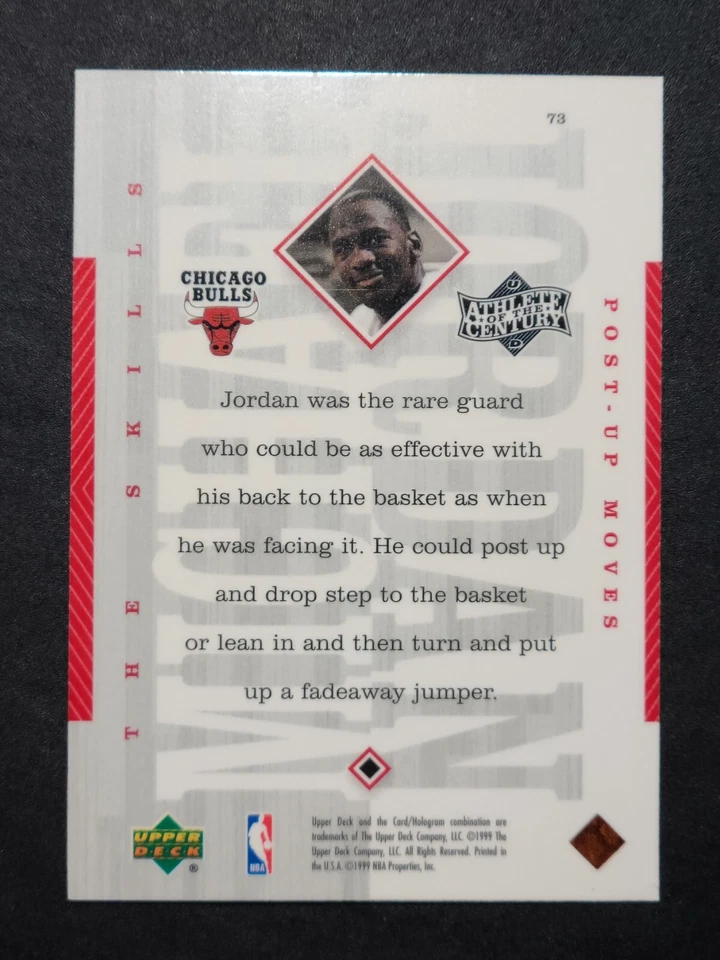 73
CHICAGO
BULLS
ATHLETE
OF THE
CENTURY
UD
THE SKILLS
POST-UP MOVES
MICHAEL
JORDAN
Jordan was the rare guard
who could be as effective with
his back to the basket as when
he was facing it. He could post up
and drop step to the basket
or lean in and then turn and put
up a fadeaway jumper.
UPPER
DECK
®
NBA
Upper Deck and the Card/Hologram combination are
trademarks of The Upper Deck Company, LLC. ©1999 The
Upper Deck Company, LLC. All Rights Reserved. Printed in
the U.S.A. ©1999 NBA Properties, Inc.